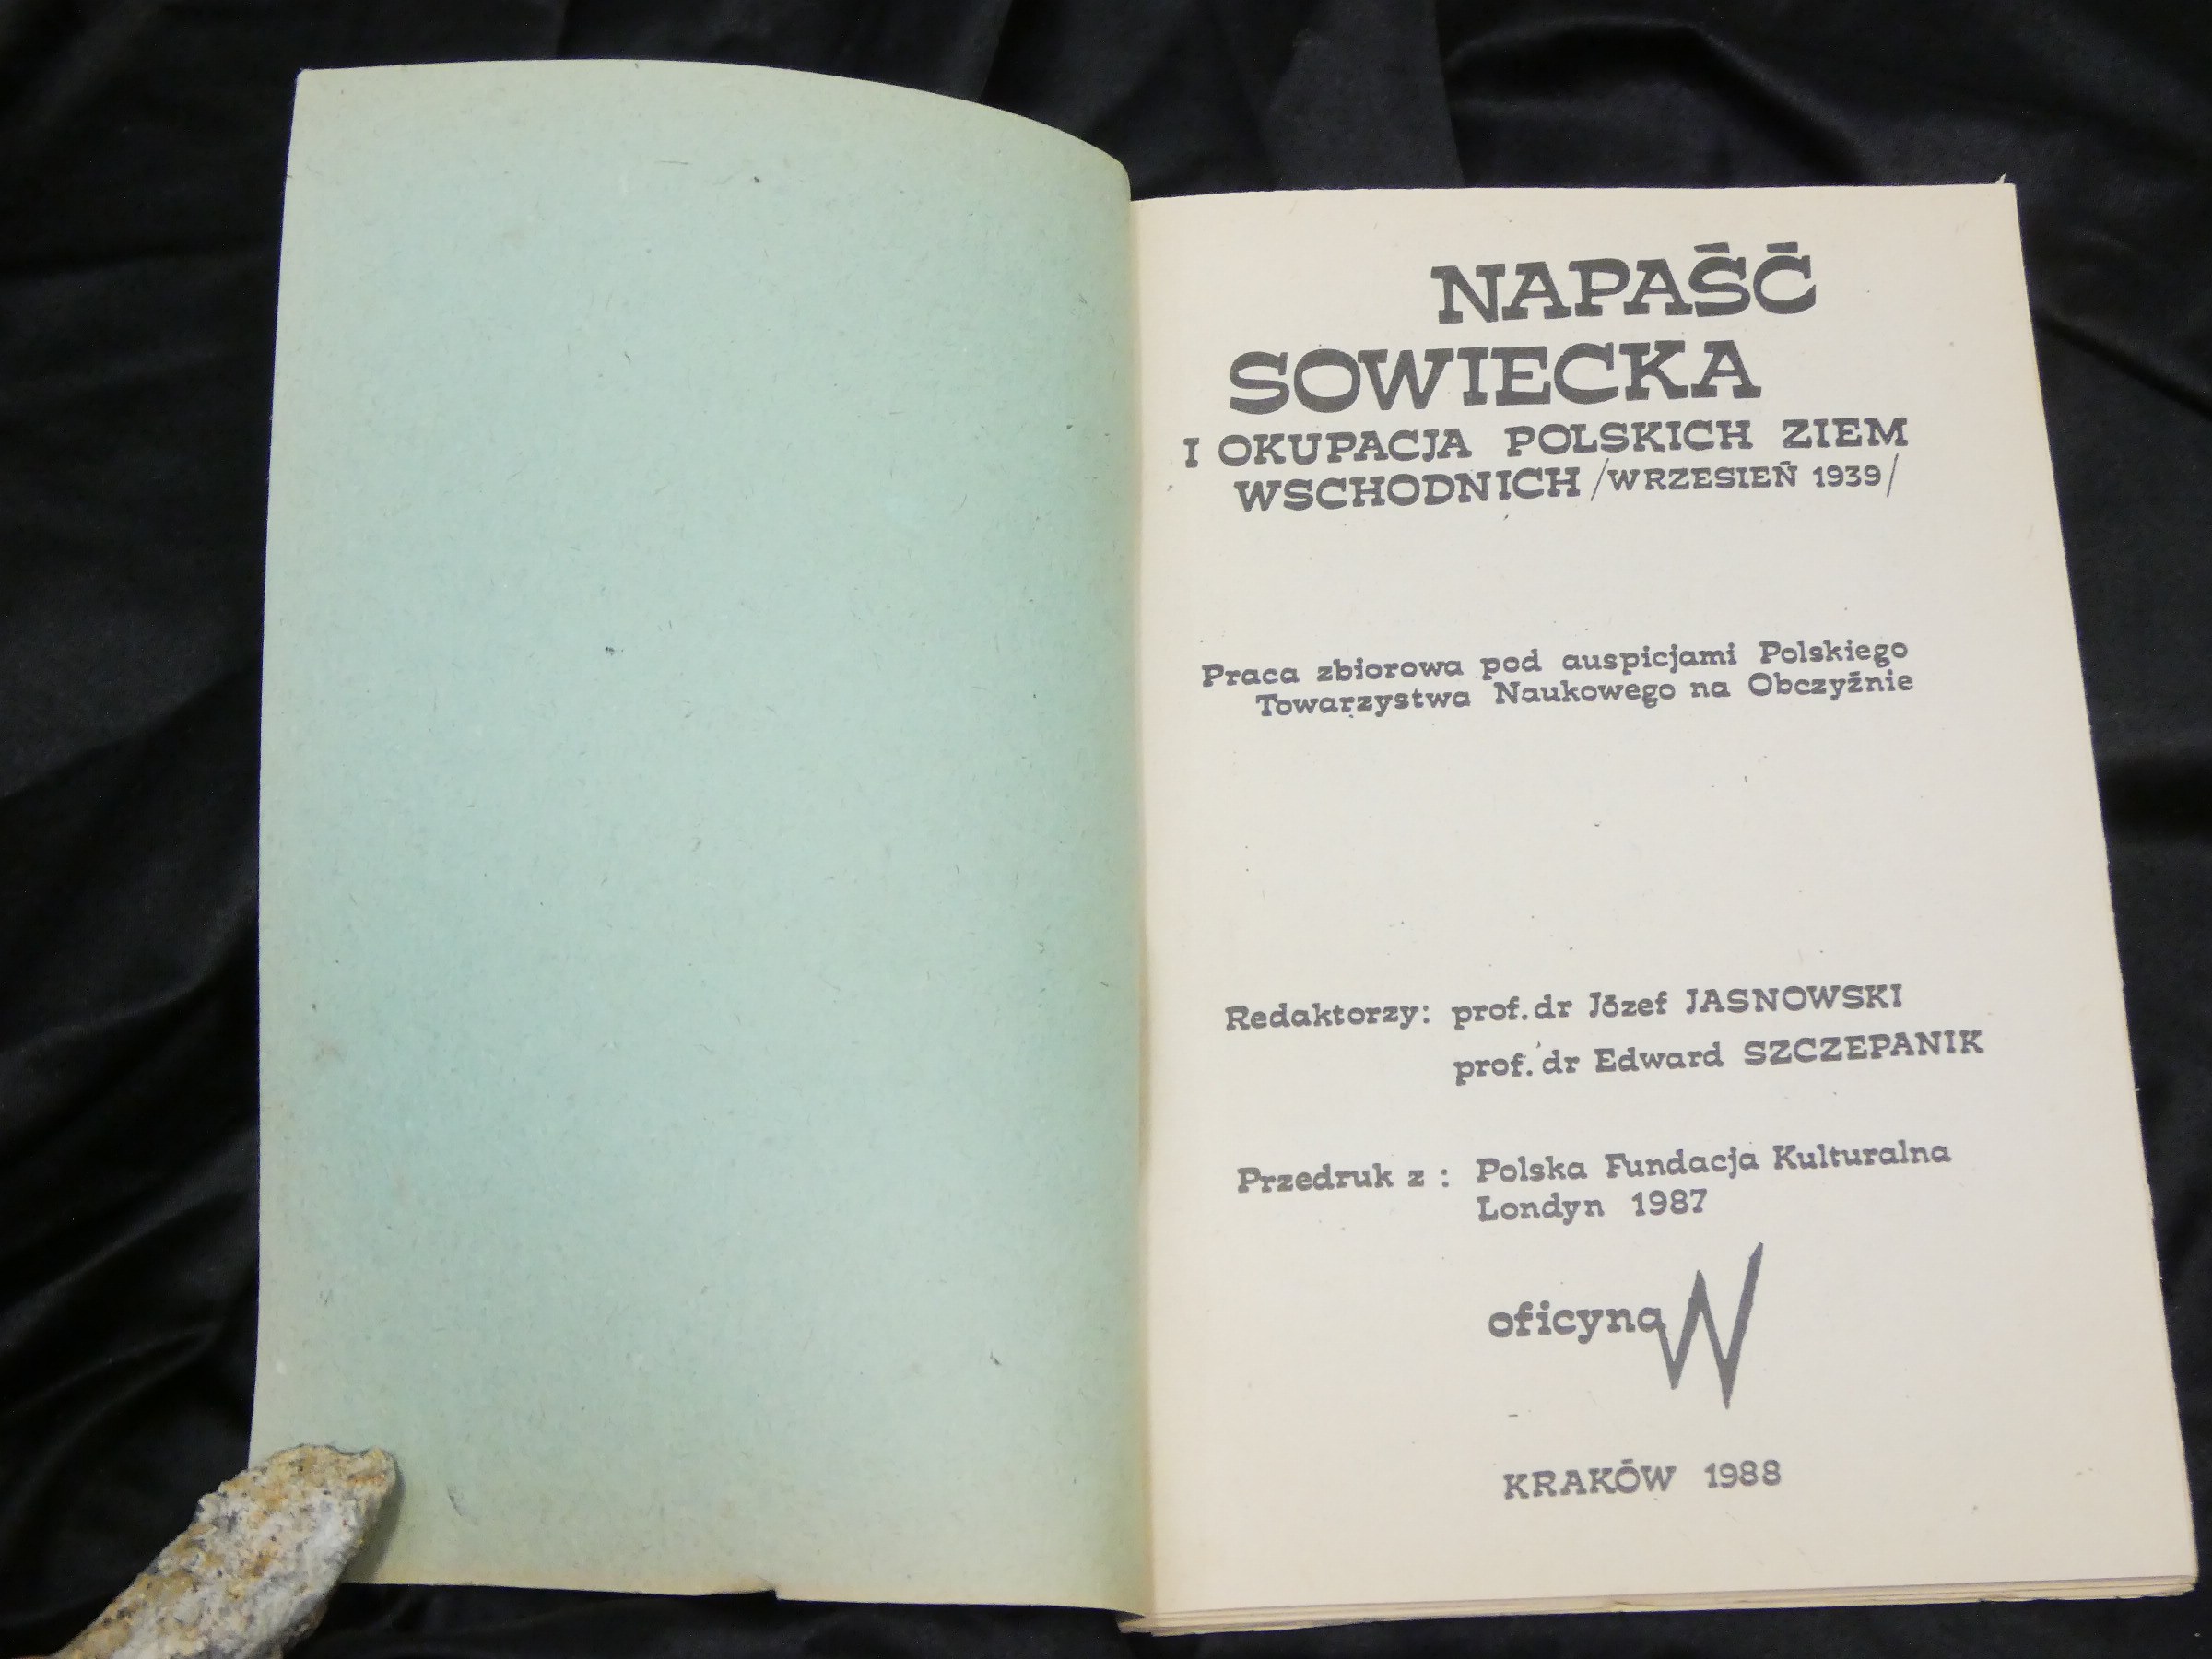 NAPAŚĆ
SOWIECKA
I OKUPACJA POLSKICH ZIEM
WSCHODNICH /WRZESIEŃ 1939/
Praca zbiorowa pod auspicjami Polskiego
Towarzystwa Naukowego na Obczyźnie
Redaktorzy: prof. dr Józef JASNOWSKI
prof. dr Edward SZCZEPANIK
Przedruk z : Polska Fundacja Kulturalna
Londyn 1987
oficyna W
KRAKÓW 1988